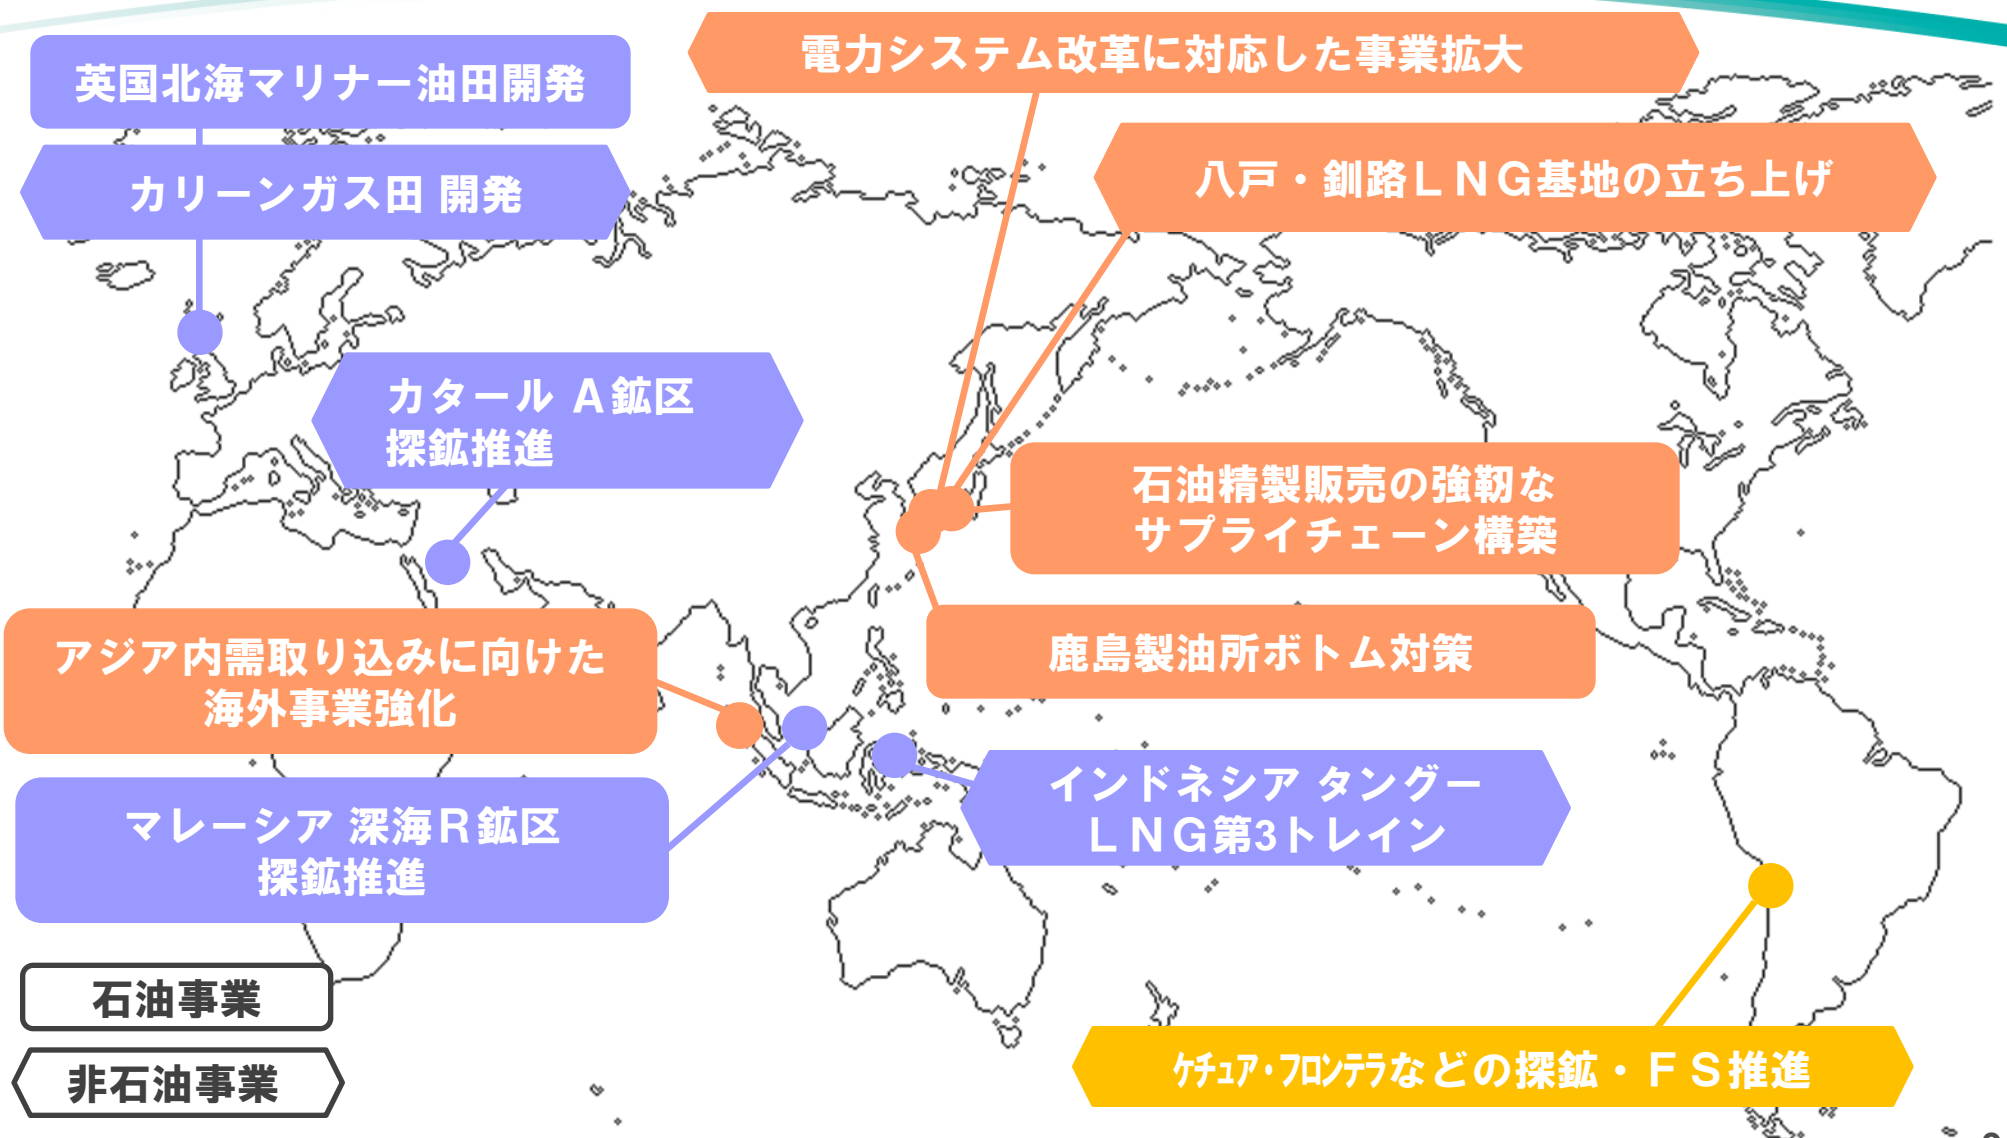 英国北海マリナー油田開発
カリーンガス田 開発
電力システム改革に対応した事業拡大
八戸・釧路ＬＮＧ基地の立ち上げ
カタール Ａ鉱区
探鉱推進
石油精製販売の強靭な
サプライチェーン構築
アジア内需取り込みに向けた
海外事業強化
鹿島製油所ボトム対策
マレーシア 深海Ｒ鉱区
探鉱推進
インドネシア タングー
ＬＮＧ第3トレイン
石油事業
非石油事業
ｹﾁｭｱ･ﾌﾛﾝﾃﾗなどの探鉱・ＦＳ推進